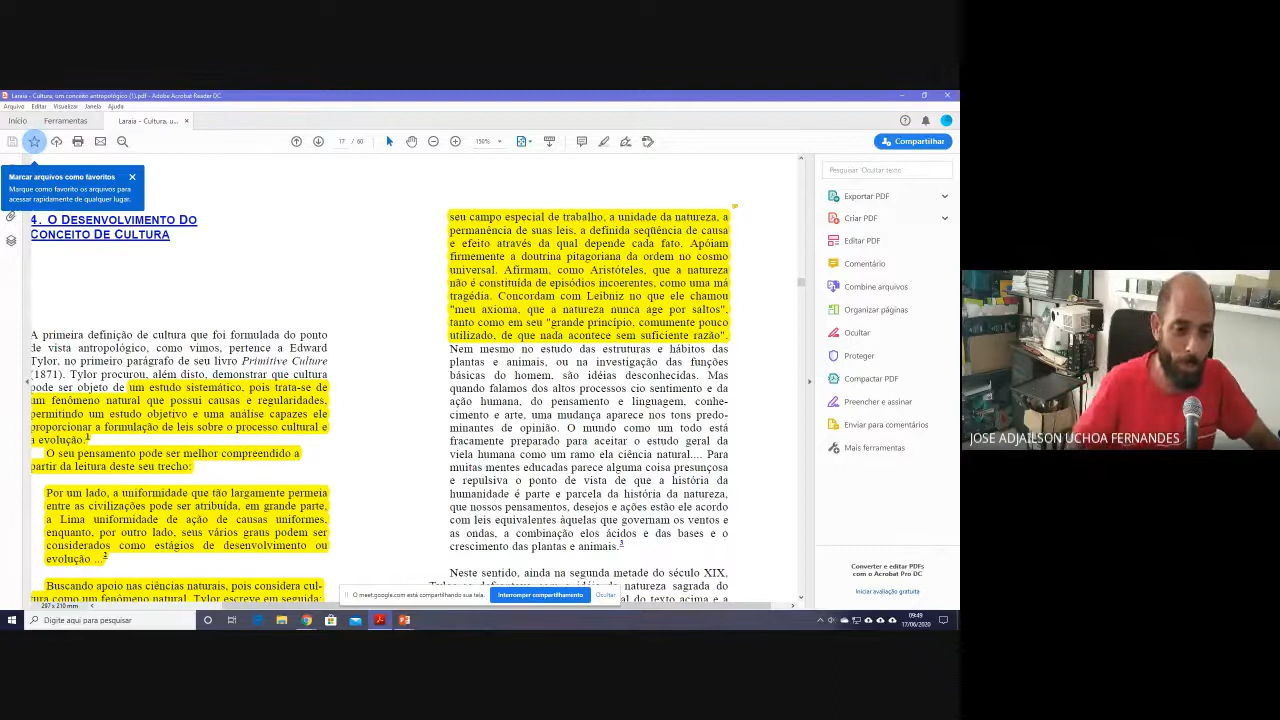 Laraia - Cultura, um conceito antropológico (1).pdf - Adobe Acrobat Reader DC
Arquivo Editar Visualizar Janela Ajuda
Início Ferramentas Laraia - Cultura, u... ×
17 / 60 150%
Compartilhar
Marcar arquivos como favoritos
Marque como favorito os arquivos para
acessar rapidamente de qualquer lugar.
4. O DESENVOLVIMENTO DO
CONCEITO DE CULTURA
A primeira definição de cultura que foi formulada do ponto
de vista antropológico, como vimos, pertence a Edward
Tylor, no primeiro parágrafo de seu livro Primitive Culture
(1871). Tylor procurou, além disto, demonstrar que cultura
pode ser objeto de um estudo sistemático, pois trata-se de
um fenômeno natural que possui causas e regularidades,
permitindo um estudo objetivo e uma análise capazes ele
proporcionar a formulação de leis sobre o processo cultural e
a evolução.1
O seu pensamento pode ser melhor compreendido a
partir da leitura deste seu trecho:
Por um lado, a uniformidade que tão largamente permeia
entre as civilizações pode ser atribuída, em grande parte,
a Lima uniformidade de ação de causas uniformes,
enquanto, por outro lado, seus vários graus podem ser
considerados como estágios de desenvolvimento ou
evolução ...2
Buscando apoio nas ciências naturais, pois considera cul-
tura como um fenômeno natural, Tylor escreve em seguida:
seu campo especial de trabalho, a unidade da natureza, a
permanência de suas leis, a definida seqüência de causa
e efeito através da qual depende cada fato. Apóiam
firmemente a doutrina pitagoriana da ordem no cosmo
universal. Afirmam, como Aristóteles, que a natureza
não é constituída de episódios incoerentes, como uma má
tragédia. Concordam com Leibniz no que ele chamou
"meu axioma, que a natureza nunca age por saltos",
tanto como em seu "grande princípio, comumente pouco
utilizado, de que nada acontece sem suficiente razão".
Nem mesmo no estudo das estruturas e hábitos das
plantas e animais, ou na investigação das funções
básicas do homem, são idéias desconhecidas. Mas
quando falamos dos altos processos cio sentimento e da
ação humana, do pensamento e linguagem, conhe-
cimento e arte, uma mudança aparece nos tons predo-
minantes de opinião. O mundo como um todo está
fracamente preparado para aceitar o estudo geral da
viela humana como um ramo ela ciência natural.... Para
muitas mentes educadas parece alguma coisa presunçosa
e repulsiva o ponto de vista de que a história da
humanidade é parte e parcela da história da natureza,
que nossos pensamentos, desejos e ações estão ele acordo
com leis equivalentes àquelas que governam os ventos e
as ondas, a combinação elos ácidos e das bases e o
crescimento das plantas e animais.3
Neste sentido, ainda na segunda metade do século XIX,
natureza sagrada do
al do texto acima e a
Pesquisar 'Ocultar texto'
Exportar PDF
Criar PDF
Editar PDF
Comentário
Combinar arquivos
Organizar páginas
Ocultar
Proteger
Compactar PDF
Preencher e assinar
Enviar para comentários
Mais ferramentas
Converter e editar PDFs
com o Acrobat Pro DC
Iniciar avaliação gratuita
JOSE ADJAILSON UCHOA FERNANDES
O meet.google.com está compartilhando sua tela. Interromper compartilhamento Ocultar
297 x 210 mm
Digite aqui para pesquisar
09:49
17/06/2020